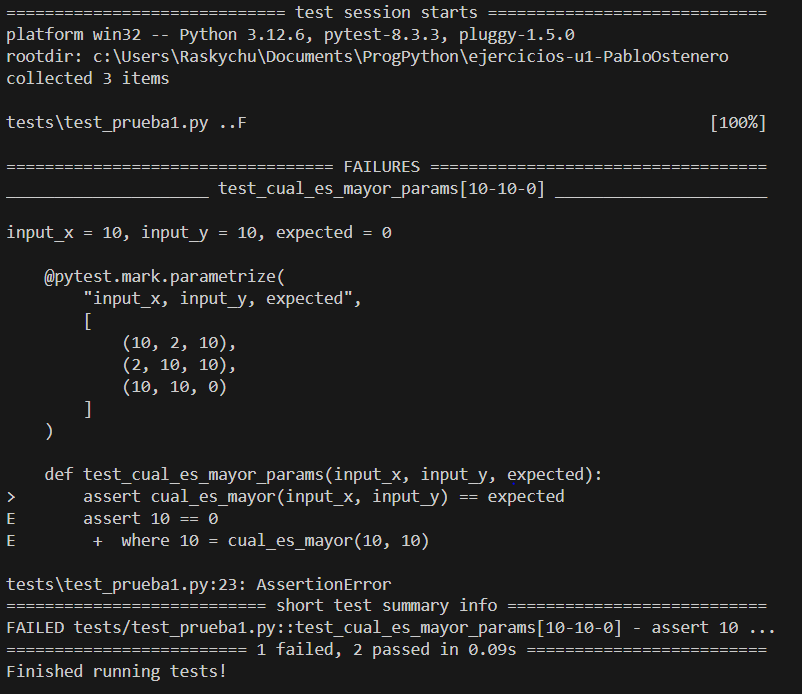 ============================= test session starts =============================
platform win32 -- Python 3.12.6, pytest-8.3.3, pluggy-1.5.0
rootdir: c:\Users\Raskychu\Documents\ProgPython\ejercicios-u1-PabloOstenero
collected 3 items

tests\test_prueba1.py ..F                                                [100%]

================================== FAILURES ===================================
_____________________ test_cual_es_mayor_params[10-10-0] ______________________

input_x = 10, input_y = 10, expected = 0

    @pytest.mark.parametrize(
        "input_x, input_y, expected",
        [
            (10, 2, 10),
            (2, 10, 10),
            (10, 10, 0)
        ]
    )

    def test_cual_es_mayor_params(input_x, input_y, expected):
>       assert cual_es_mayor(input_x, input_y) == expected
E       assert 10 == 0
E        +  where 10 = cual_es_mayor(10, 10)

tests\test_prueba1.py:23: AssertionError
=========================== short test summary info ===========================
FAILED tests/test_prueba1.py::test_cual_es_mayor_params[10-10-0] - assert 10 ...
========================= 1 failed, 2 passed in 0.09s =========================
Finished running tests!